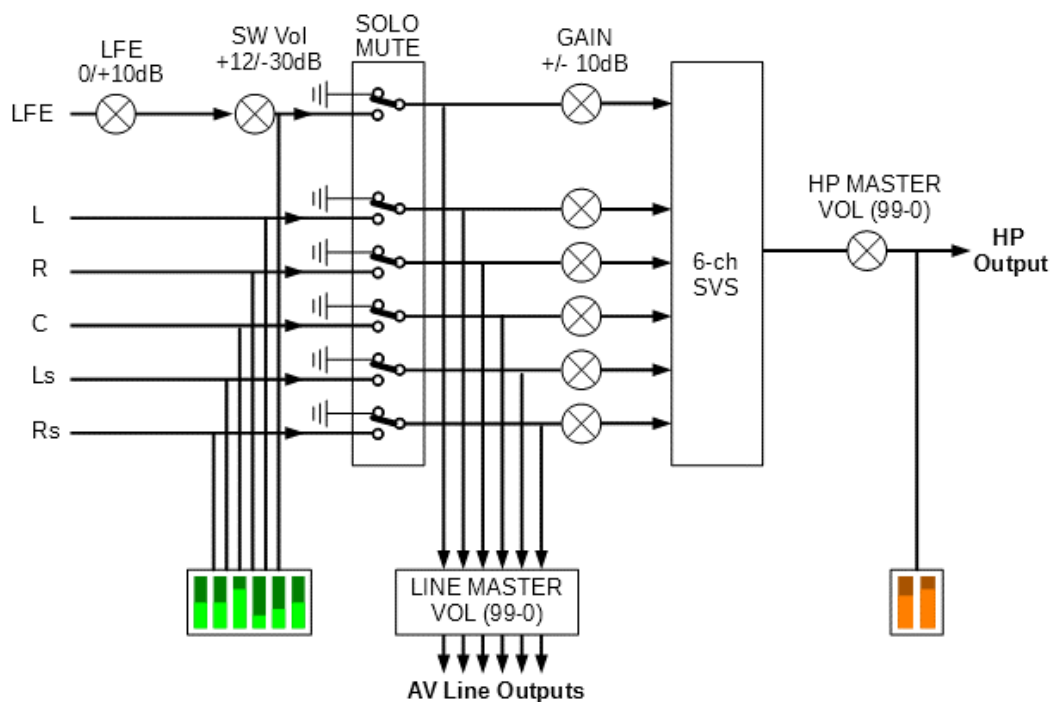 LFE
0/+10dB
SW Vol
+12/-30dB
SOLO
MUTE
GAIN
+/- 10dB
LFE
L
R
C
Ls
Rs
6-ch
SVS
HP MASTER
VOL (99-0)
HP
Output
LINE MASTER
VOL (99-0)
AV Line Outputs